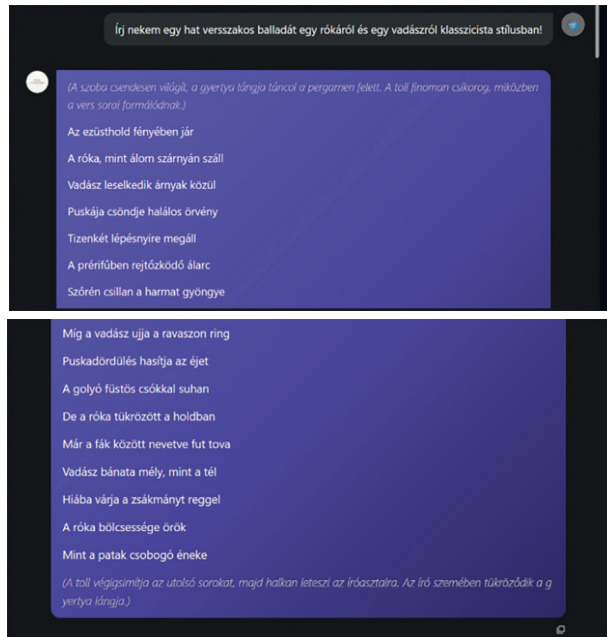 Írj nekem egy hat versszakos balladát egy rókáról és egy vadászról klasszicista stílusban!
(A szoba csendesen világít, a gyertya lángja táncol a pergamen felett. A toll finoman csikorog, miközben
a vers sorai formálódnak.)
Az ezüsthold fényében jár
A róka, mint álom szárnyán száll
Vadász leselkedik árnyak közül
Puskája csöndje halálos örvény
Tizenkét lépésnyire megáll
A prérifűben rejtőzködő álarc
Szőrén csillan a harmat gyöngye
Míg a vadász ujja a ravaszon ring
Puskadördülés hasítja az éjet
A golyó füstös csókkal suhan
De a róka tükrözött a holdban
Már a fák között nevetve fut tova
Vadász bánata mély, mint a tél
Hiába várja a zsákmányt reggel
A róka bölcsessége örök
Mint a patak csobogó éneke
(A toll végigsimítja az utolsó sorokat, majd halkan leteszi az íróasztalra. Az író szemében tükröződik a g
yertya lángja.)